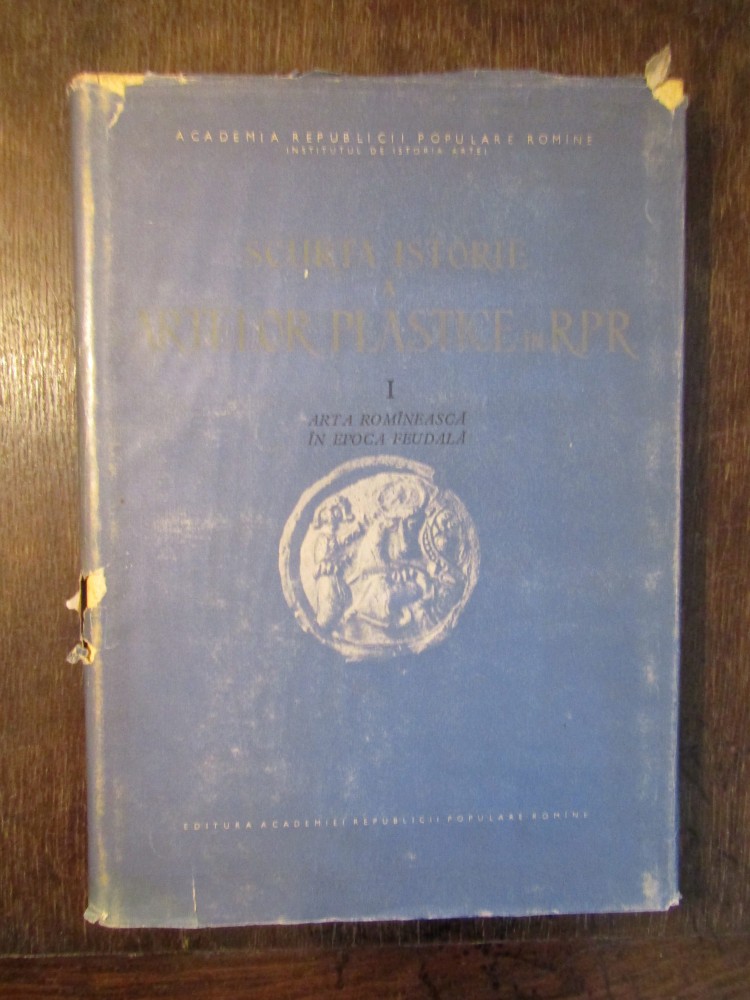 ACADEMIA REPUBLICII POPULARE ROMÎNE
INSTITUTUL DE ISTORIA ARTEI
SCURTĂ ISTORIE
A
ARTELOR PLASTICE ÎN RPR
I
ARTA ROMÎNEASCĂ
ÎN EPOCA FEUDALĂ
EDITURA ACADEMIEI REPUBLICII POPULARE ROMÎNE